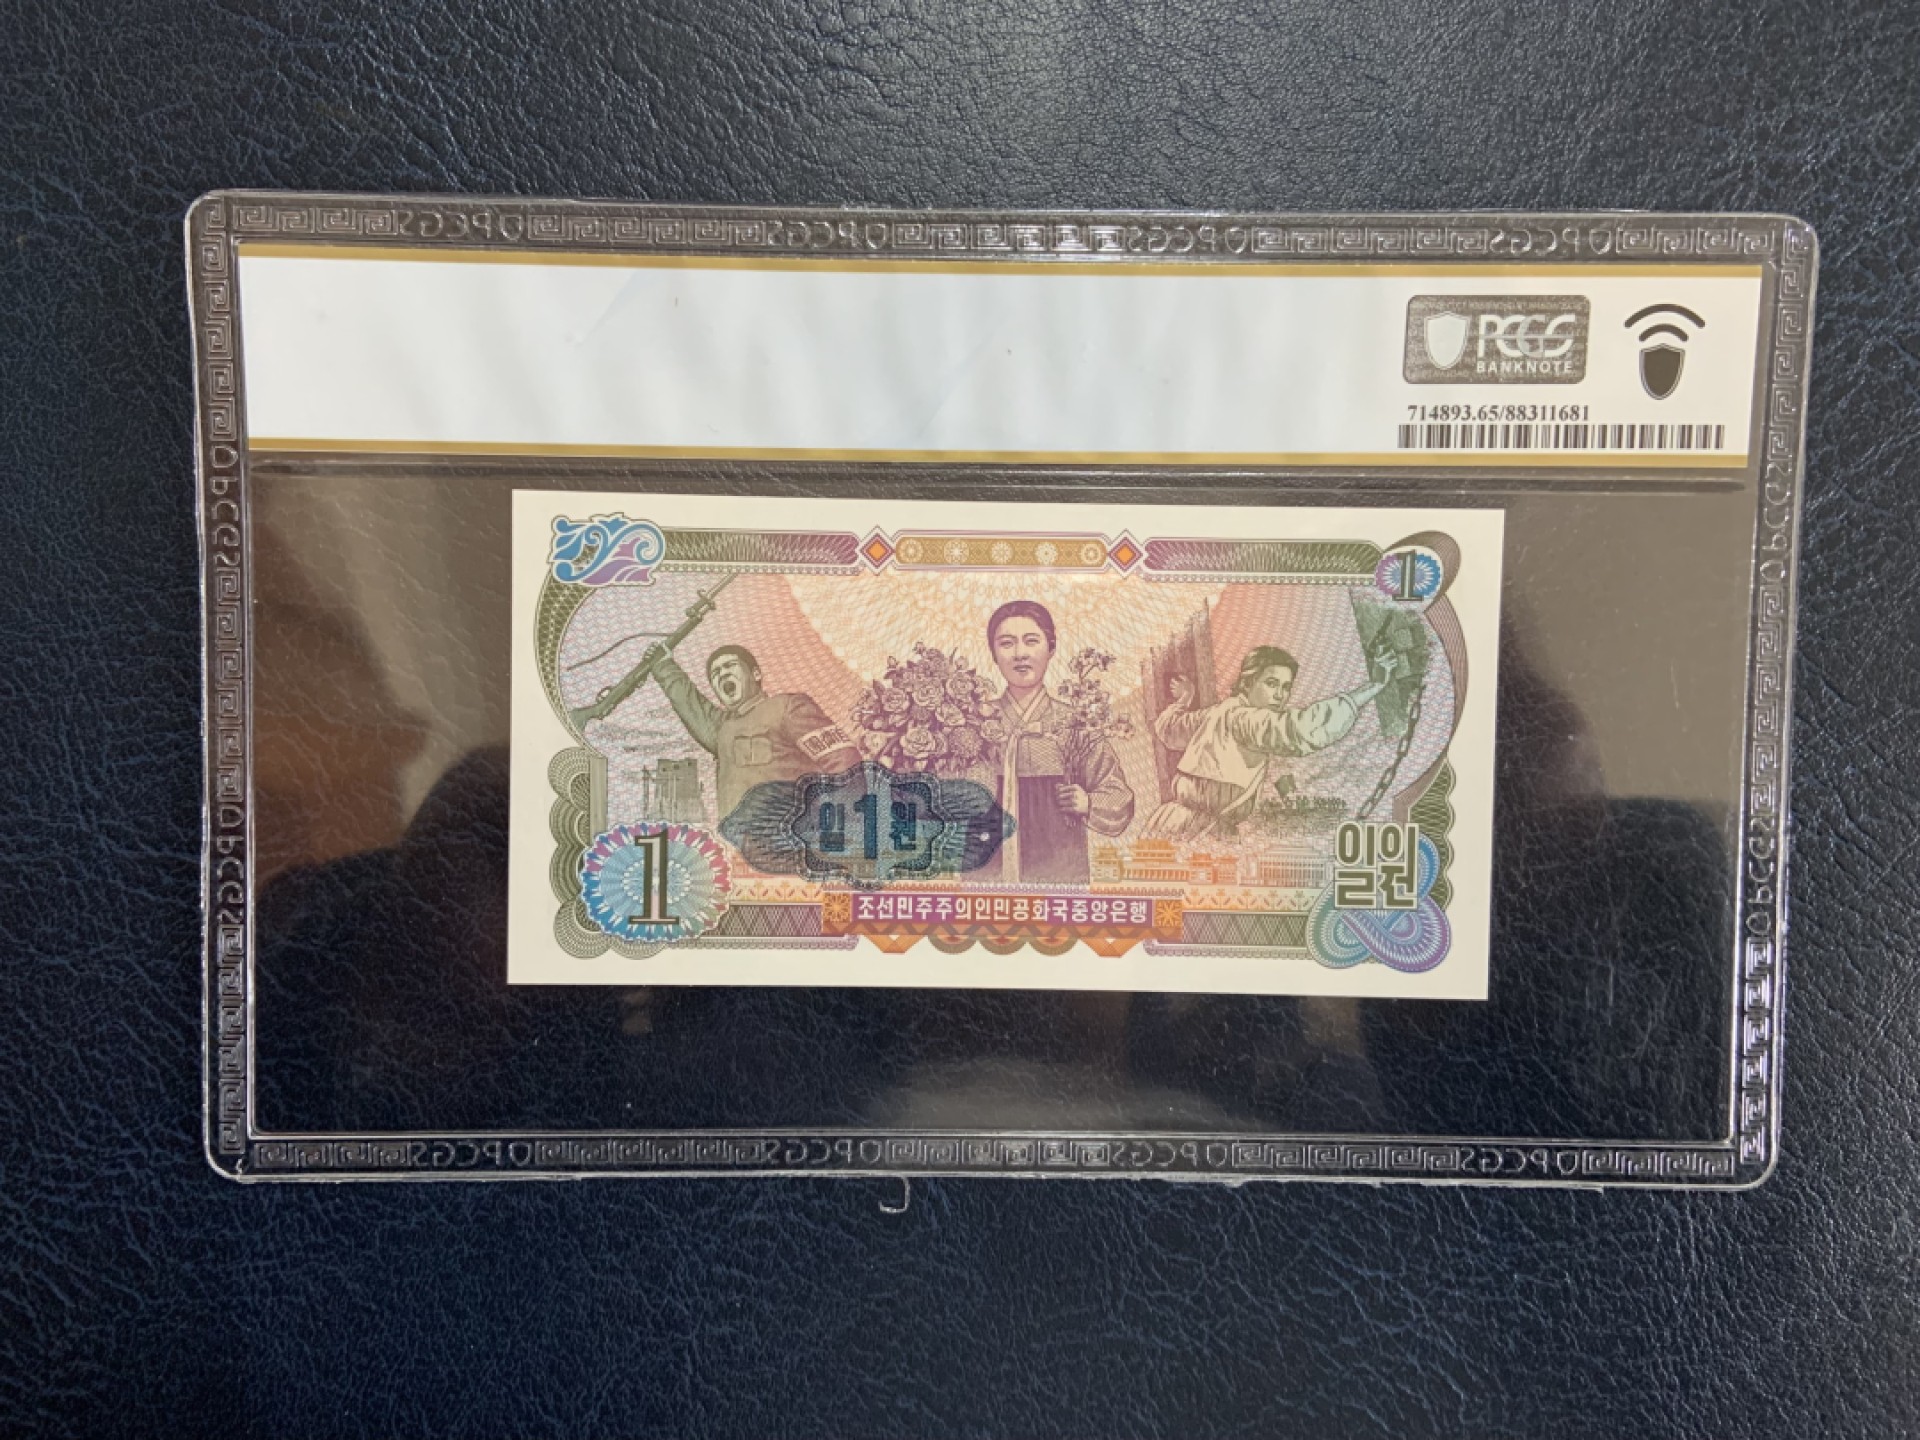 PCGS
BANKNOTE
714893.65/88311681
1
일 1 원
1
일원
조선민주주의인민공화국중앙은행